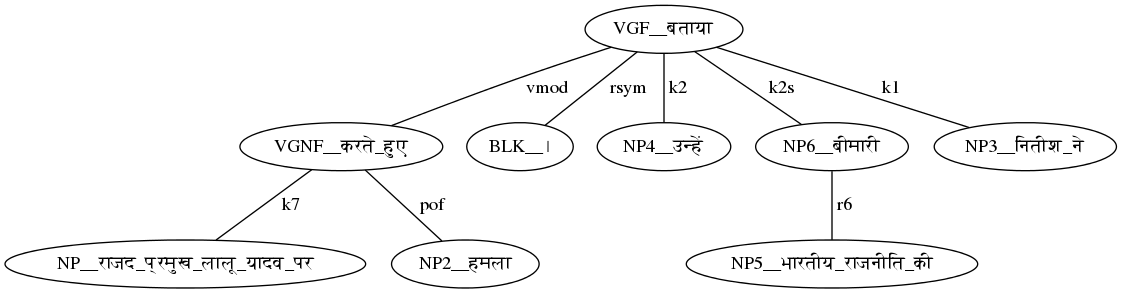 VGF__बताया
vmod rsym k2 k2s k1
VGNF__करते_हुए BLK__। NP4__उन्हें NP6__बीमारी NP3__नितीश_ने
k7 pof r6
NP__राजद_प्रमुख_लालू_यादव_पर NP2__हमला NP5__भारतीय_राजनीति_की